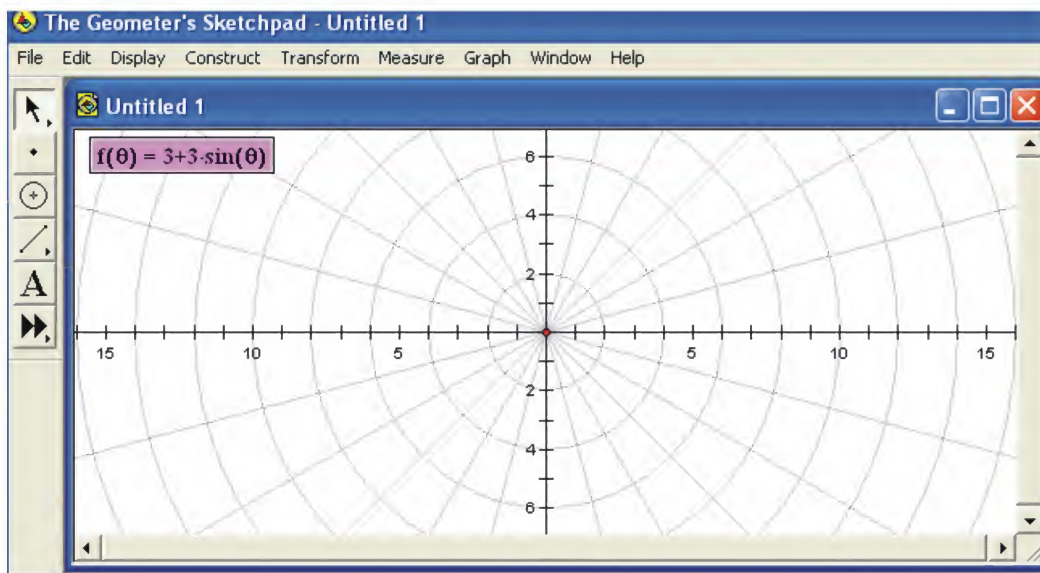 The Geometer's Sketchpad - Untitled 1
File Edit Display Construct Transform Measure Graph Window Help
Untitled 1
f(θ) = 3+3·sin(θ)
6
4
2
15 10 5 5 10 15
2
4
6
A